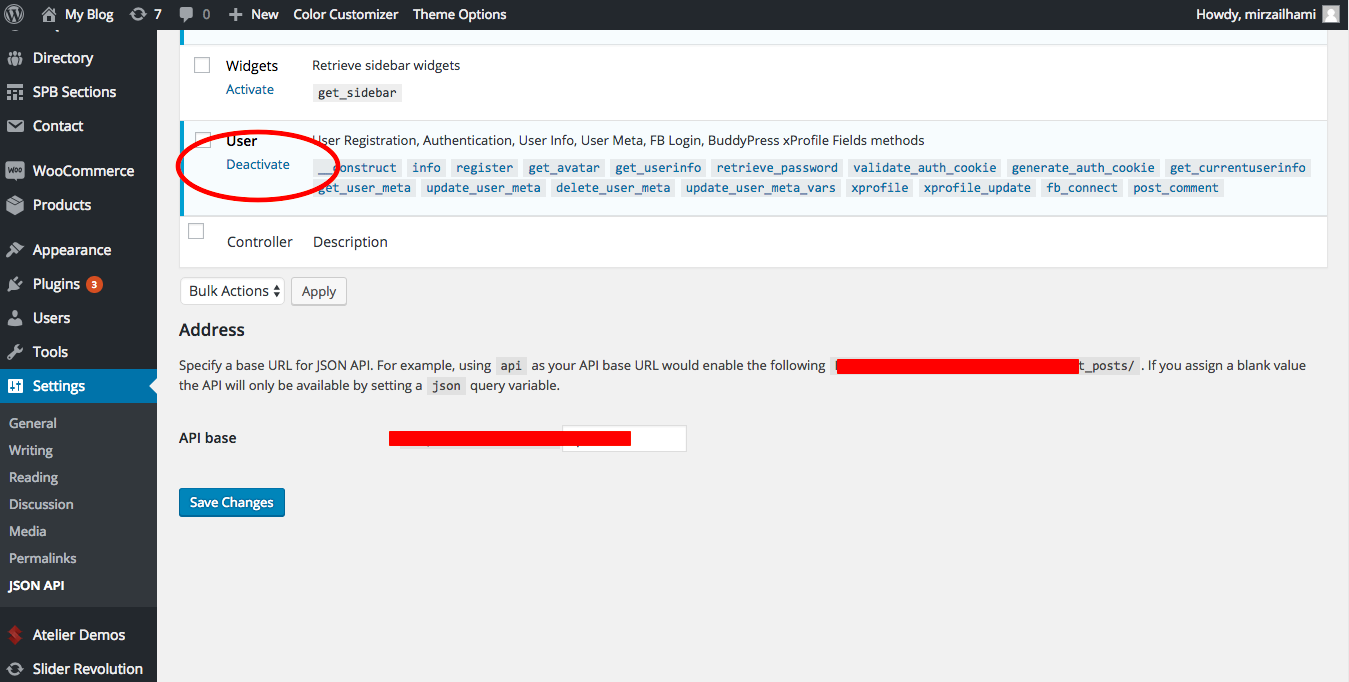 My Blog 7 0 + New Color Customizer Theme Options Howdy, mirzailhami
Directory
SPB Sections
Contact
WooCommerce
Products
Appearance
Plugins 3
Users
Tools
Settings
General
Writing
Reading
Discussion
Media
Permalinks
JSON API
Atelier Demos
Slider Revolution
Widgets Retrieve sidebar widgets
Activate get_sidebar
User User Registration, Authentication, User Info, User Meta, FB Login, BuddyPress xProfile Fields methods
Deactivate __construct info register get_avatar get_userinfo retrieve_password validate_auth_cookie generate_auth_cookie get_currentuserinfo
get_user_meta update_user_meta delete_user_meta update_user_meta_vars xprofile xprofile_update fb_connect post_comment
Controller Description
Bulk Actions Apply
Address
Specify a base URL for JSON API. For example, using api as your API base URL would enable the following t_posts/ . If you assign a blank value
the API will only be available by setting a json query variable.
API base
Save Changes